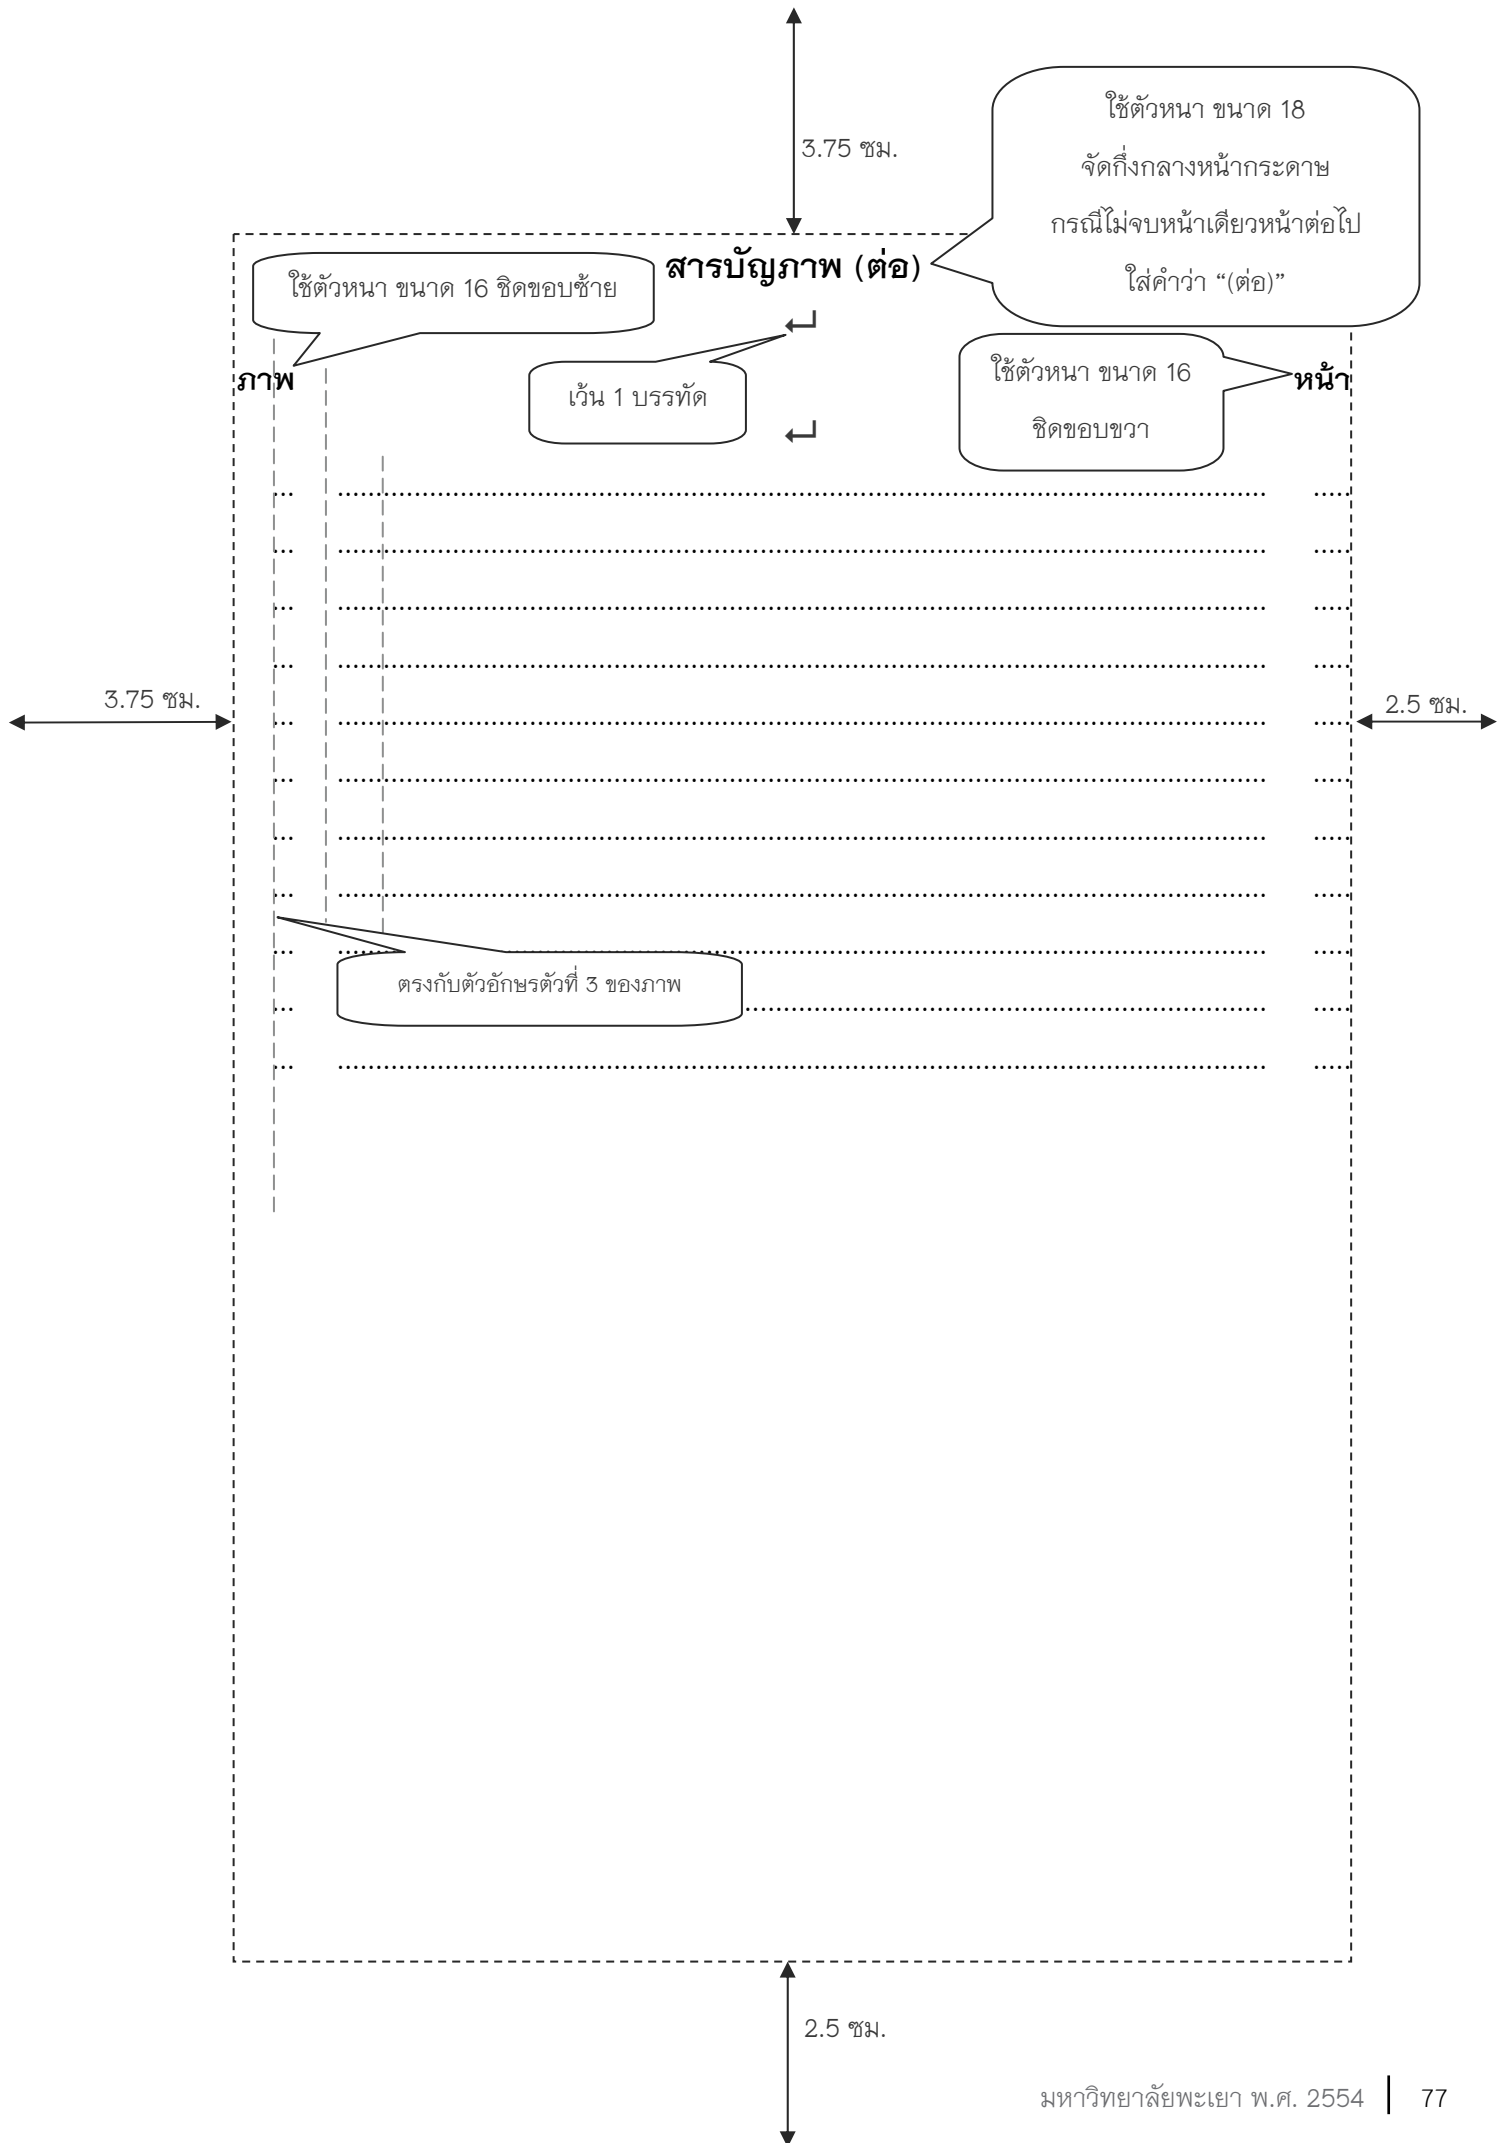 3.75 ซม.
ใช้ตัวหนา ขนาด 18
จัดกึ่งกลางหน้ากระดาษ
กรณีไม่จบหน้าเดียวหน้าต่อไป
ใส่คำว่า “(ต่อ)”
สารบัญภาพ (ต่อ)
ใช้ตัวหนา ขนาด 16 ชิดขอบซ้าย
ภาพ
เว้น 1 บรรทัด
ใช้ตัวหนา ขนาด 16
ชิดขอบขวา
หน้า
3.75 ซม.
2.5 ซม.
ตรงกับตัวอักษรตัวที่ 3 ของภาพ
2.5 ซม.
มหาวิทยาลัยพะเยา พ.ศ. 2554 77